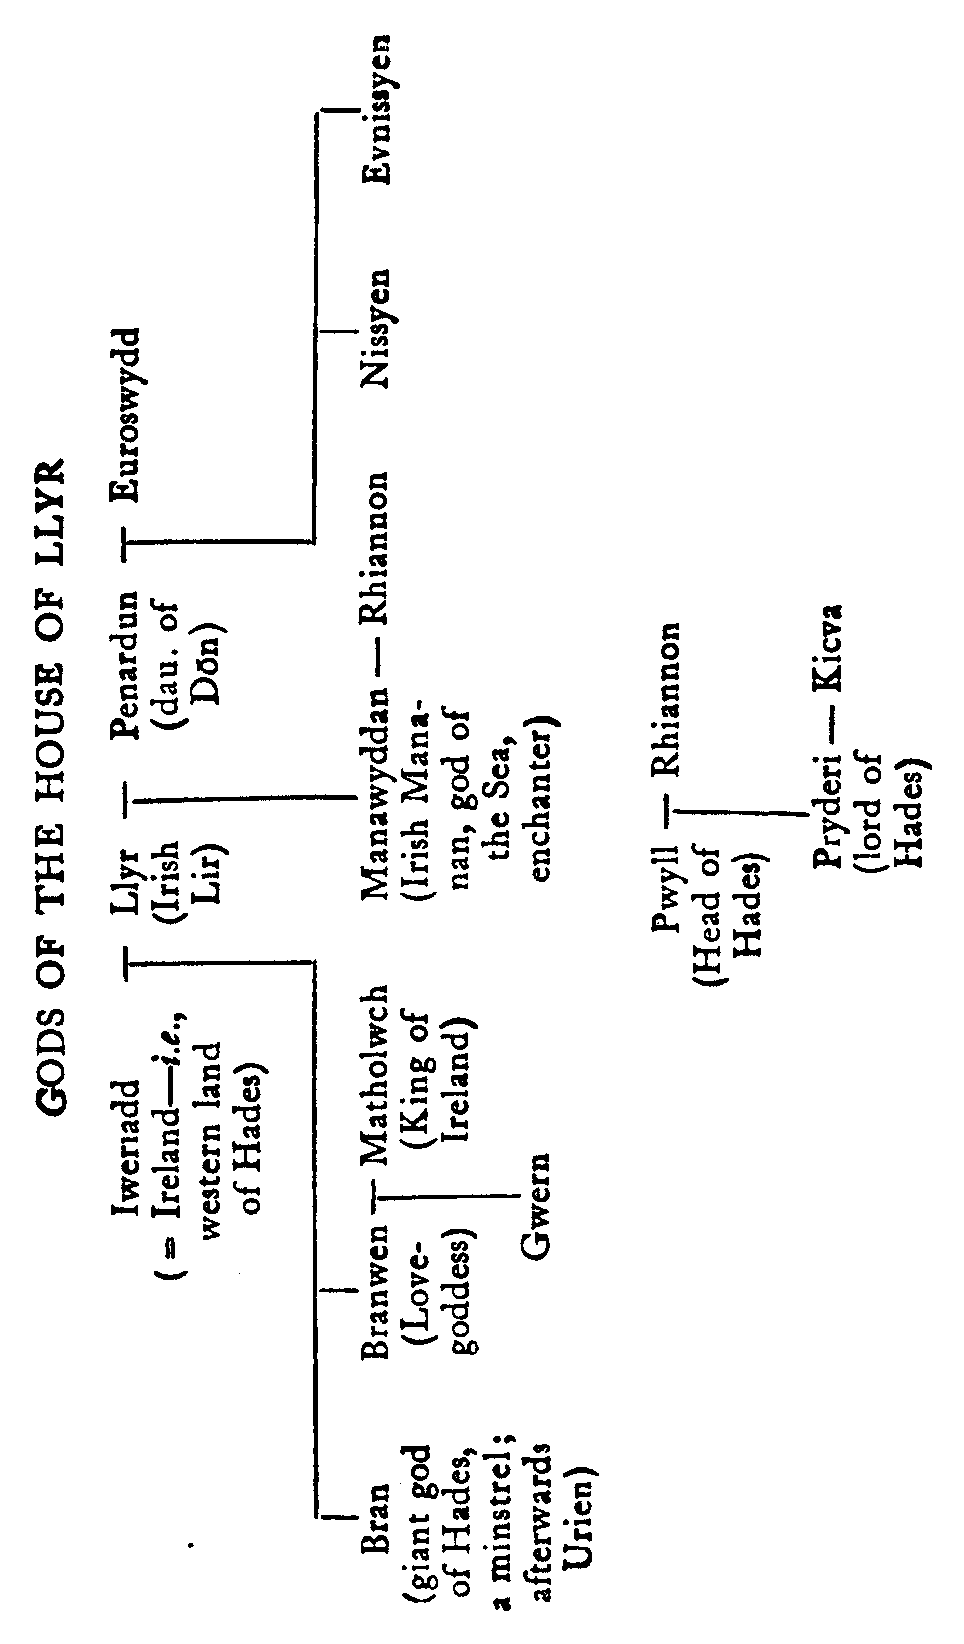 GODS OF THE HOUSE OF LLYR
Iweriadd — Llyr — Penardun — Euroswydd
(= Ireland—i.e., (Irish (dau. of
western land Lir) Dôn)
of Hades)
Bran Branwen — Matholwch Manawyddan — Rhiannon Nissyen Evnissyen
(giant god (Love- (King of (Irish Mana-
of Hades, goddess) Ireland) nan, god of
a minstrel; the Sea,
afterwards Gwern enchanter)
Urien)
Pwyll — Rhiannon
(Head of
Hades)
Pryderi — Kicva
(lord of
Hades)